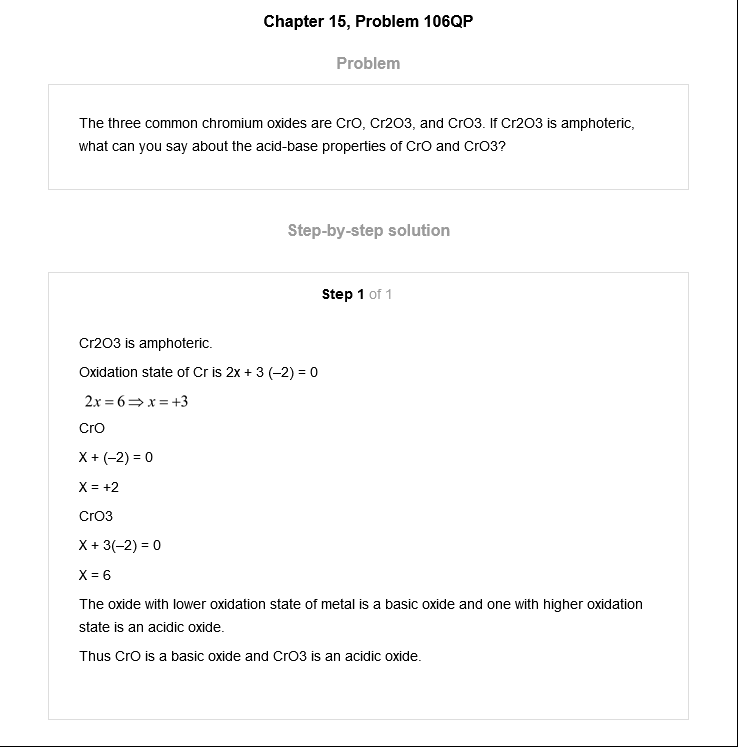 Chapter 15, Problem 106QP
Problem
The three common chromium oxides are CrO, Cr2O3, and CrO3. If Cr2O3 is amphoteric,
what can you say about the acid-base properties of CrO and CrO3?
Step-by-step solution
Step 1 of 1
Cr2O3 is amphoteric.
Oxidation state of Cr is 2x + 3 (–2) = 0
2x = 6 ⇒ x = +3
CrO
X + (–2) = 0
X = +2
CrO3
X + 3(–2) = 0
X = 6
The oxide with lower oxidation state of metal is a basic oxide and one with higher oxidation
state is an acidic oxide.
Thus CrO is a basic oxide and CrO3 is an acidic oxide.